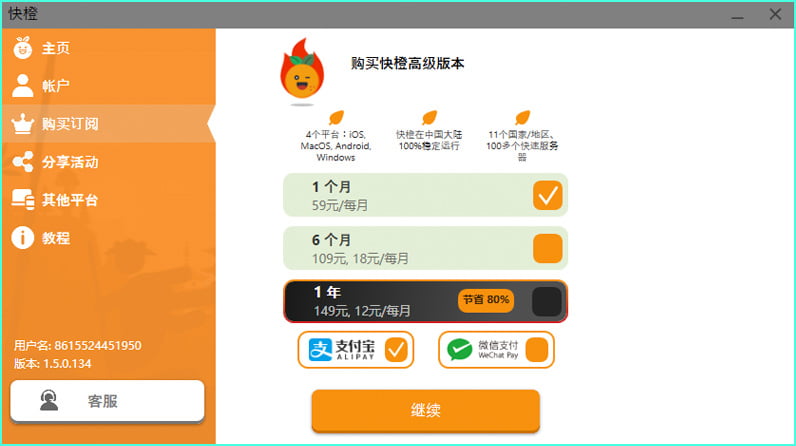 快橙
主页
帐户
购买订阅
分享活动
其他平台
教程
用户名: 8615524451950
版本: 1.5.0.134
客服
购买快橙高级版本
4个平台：iOS,
MacOS, Android,
Windows
快橙在中国大陆
100%稳定运行
11个国家/地区、
100多个快速服务
器
1 个月
59元/每月
6 个月
109元, 18元/每月
1 年
149元, 12元/每月
节省 80%
支付宝
ALIPAY
微信支付
WeChat Pay
继续